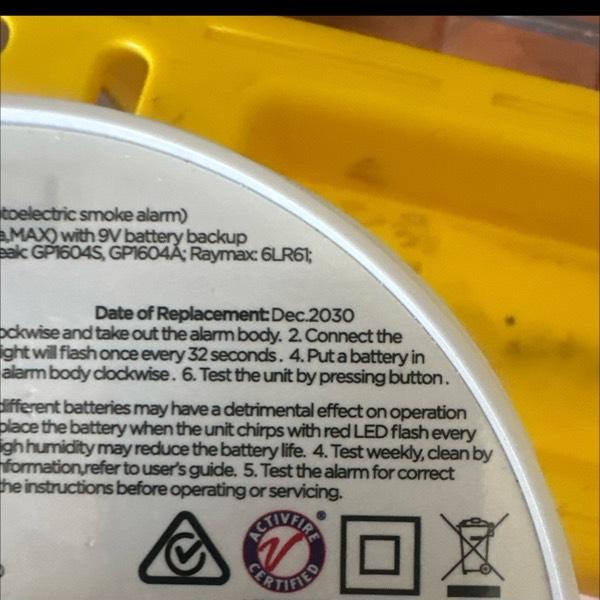 toelectric smoke alarm)
a,MAX) with 9V battery backup
eak: GP1604S, GP1604A; Raymax: 6LR61;
Date of Replacement: Dec.2030
ockwise and take out the alarm body. 2. Connect the
ight will flash once every 32 seconds. 4. Put a battery in
alarm body clockwise. 6. Test the unit by pressing button.
different batteries may have a detrimental effect on operation
place the battery when the unit chirps with red LED flash every
igh humidity may reduce the battery life. 4. Test weekly, clean by
nformation,refer to user's guide. 5. Test the alarm for correct
the instructions before operating or servicing.
ACTIVFIRE®
CERTIFIED